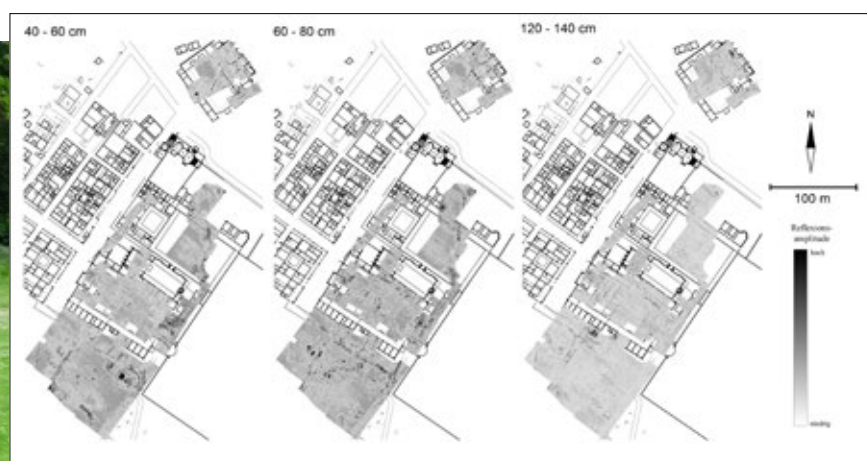 40 - 60 cm
60 - 80 cm
120 - 140 cm
N
100 m
Reflexions-
amplitude
hoch
niedrig